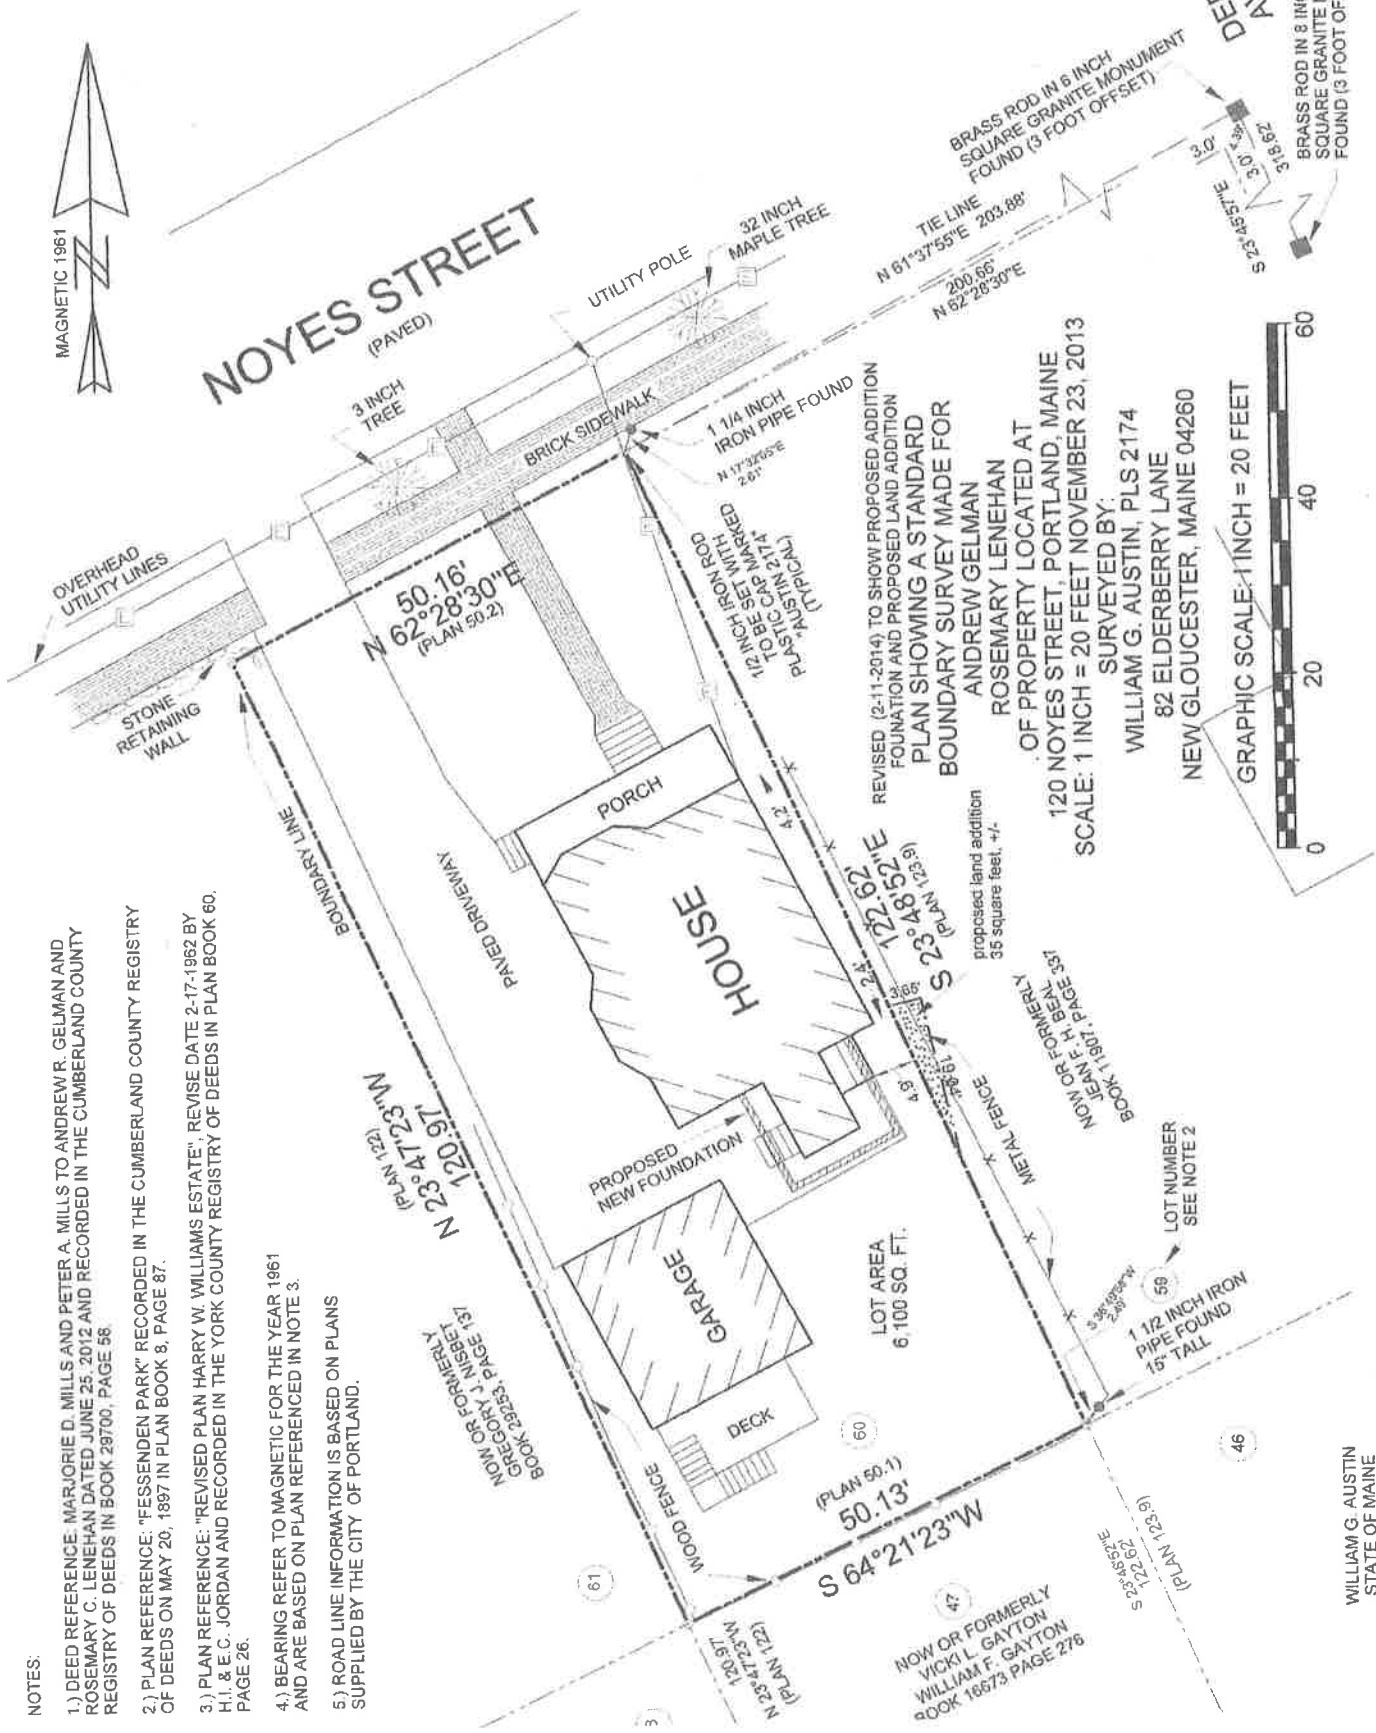 NOTES:
1.) DEED REFERENCE: MARJORIE D. MILLS AND PETER A. MILLS TO ANDREW R. GELMAN AND
ROSEMARY C. LENEHAN DATED JUNE 25, 2012 AND RECORDED IN THE CUMBERLAND COUNTY
REGISTRY OF DEEDS IN BOOK 29700, PAGE 58.
2.) PLAN REFERENCE: "FESSENDEN PARK" RECORDED IN THE CUMBERLAND COUNTY REGISTRY
OF DEEDS ON MAY 20, 1897 IN PLAN BOOK 8, PAGE 87.
3.) PLAN REFERENCE: "REVISED PLAN HARRY W. WILLIAMS ESTATE", REVISE DATE 2-17-1962 BY
H.I. & E.C. JORDAN AND RECORDED IN THE YORK COUNTY REGISTRY OF DEEDS IN PLAN BOOK 60,
PAGE 26.
4.) BEARING REFER TO MAGNETIC FOR THE YEAR 1961
AND ARE BASED ON PLAN REFERENCED IN NOTE 3.
5.) ROAD LINE INFORMATION IS BASED ON PLANS
SUPPLIED BY THE CITY OF PORTLAND.
MAGNETIC 1961
N
NOYES STREET
(PAVED)
OVERHEAD
UTILITY LINES
STONE
RETAINING
WALL
3 INCH
TREE
BRICK SIDEWALK
UTILITY POLE
32 INCH
MAPLE TREE
BRASS ROD IN 6 INCH
SQUARE GRANITE MONUMENT
FOUND (3 FOOT OFFSET)
TIE LINE
N 61°37'55"E 203.88'
200.66'
N 62°28'30"E
3.0'
3.0'
4.39'
318.62'
S 23°46'57"E
BRASS ROD IN 8 IN
SQUARE GRANITE
FOUND (3 FOOT OF
1 1/4 INCH
IRON PIPE FOUND
N 17°32'05"E
2.61'
1/2 INCH IRON ROD
TO BE SET WITH
PLASTIC CAP MARKED
"AUSTIN 2174"
(TYPICAL)
50.16'
N 62°28'30"E
(PLAN 50.2)
BOUNDARY LINE
PAVED DRIVEWAY
PORCH
HOUSE
4.2'
2.4'
122.62'
S 23°48'52"E
(PLAN 123.9)
3.65'
proposed land addition
35 square feet, +/-
4.9'
19.
PROPOSED
NEW FOUNDATION
(PLAN 122)
N 23°47'23"W
120.97'
GARAGE
DECK
LOT AREA
6,100 SQ. FT.
METAL FENCE
WOOD FENCE
NOW OR FORMERLY
GREGORY J. NISBET
BOOK 29253, PAGE 137
NOW OR FORMERLY
JEAN F. H. BEAL
BOOK 11907, PAGE 337
LOT NUMBER
SEE NOTE 2
59
60
61
46
47
S 36°49'08"W
2.49'
1 1/2 INCH IRON
PIPE FOUND
15" TALL
(PLAN 50.1)
50.13'
S 64°21'23"W
120.97'
N 23°47'23"W
(PLAN 122)
S 23°48'52"E
122.62'
(PLAN 123.9)
NOW OR FORMERLY
VICKI L. GAYTON
WILLIAM F. GAYTON
BOOK 16673 PAGE 276
REVISED (2-11-2014) TO SHOW PROPOSED ADDITION
FOUNATION AND PROPOSED LAND ADDITION
PLAN SHOWING A STANDARD
BOUNDARY SURVEY MADE FOR
ANDREW GELMAN
ROSEMARY LENEHAN
OF PROPERTY LOCATED AT
120 NOYES STREET, PORTLAND, MAINE
SCALE: 1 INCH = 20 FEET NOVEMBER 23, 2013
SURVEYED BY:
WILLIAM G. AUSTIN, PLS 2174
82 ELDERBERRY LANE
NEW GLOUCESTER, MAINE 04260
GRAPHIC SCALE: 1 INCH = 20 FEET
0 20 40 60
WILLIAM G. AUSTIN
STATE OF MAINE